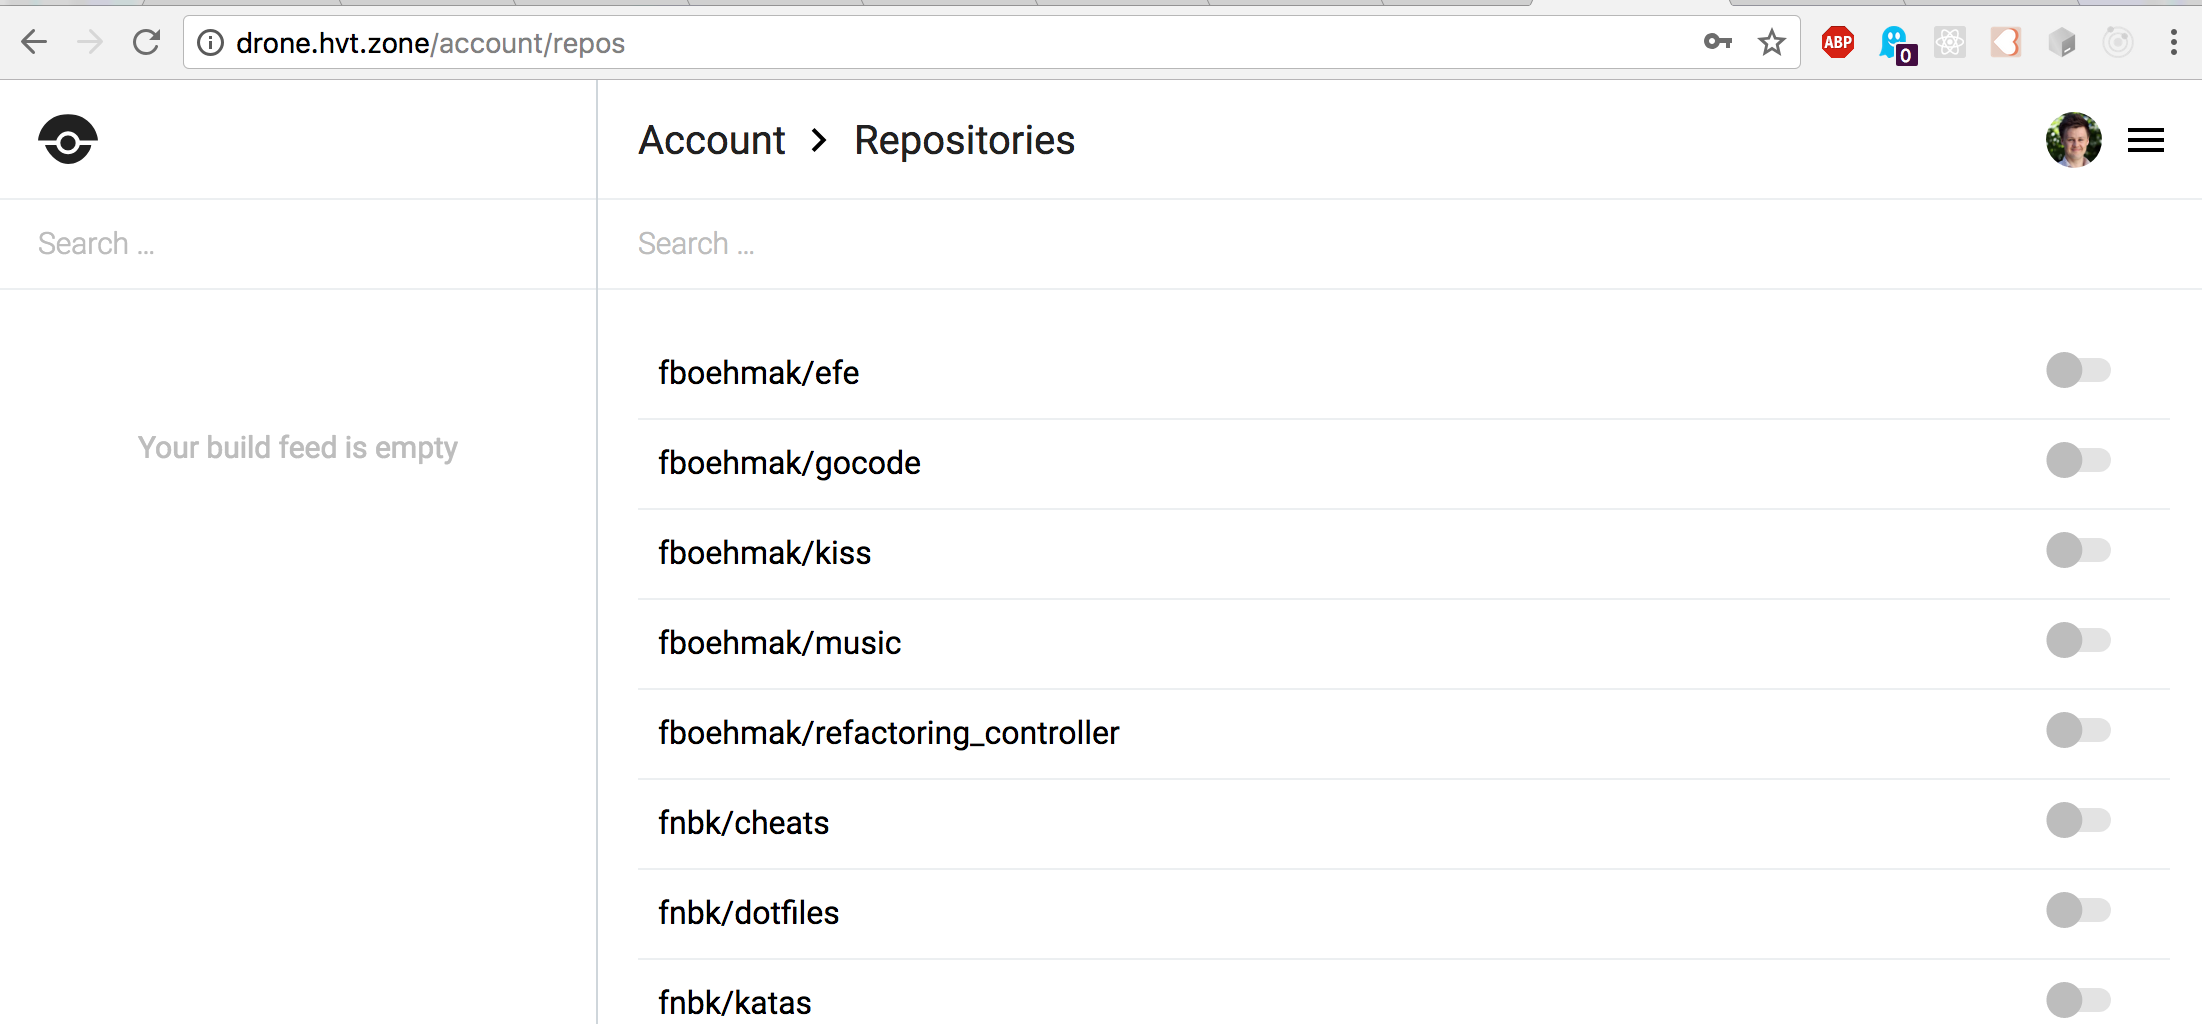 drone.hvt.zone/account/repos
ABP
0
Account > Repositories
Search ...
Search ...
Your build feed is empty
fboehmak/efe
fboehmak/gocode
fboehmak/kiss
fboehmak/music
fboehmak/refactoring_controller
fnbk/cheats
fnbk/dotfiles
fnbk/katas